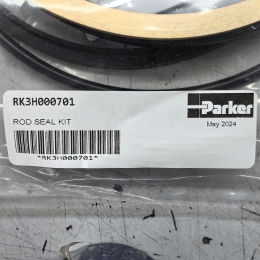 RK3H000701
Parker
ROD SEAL KIT
May 2024
*RK3H000701*